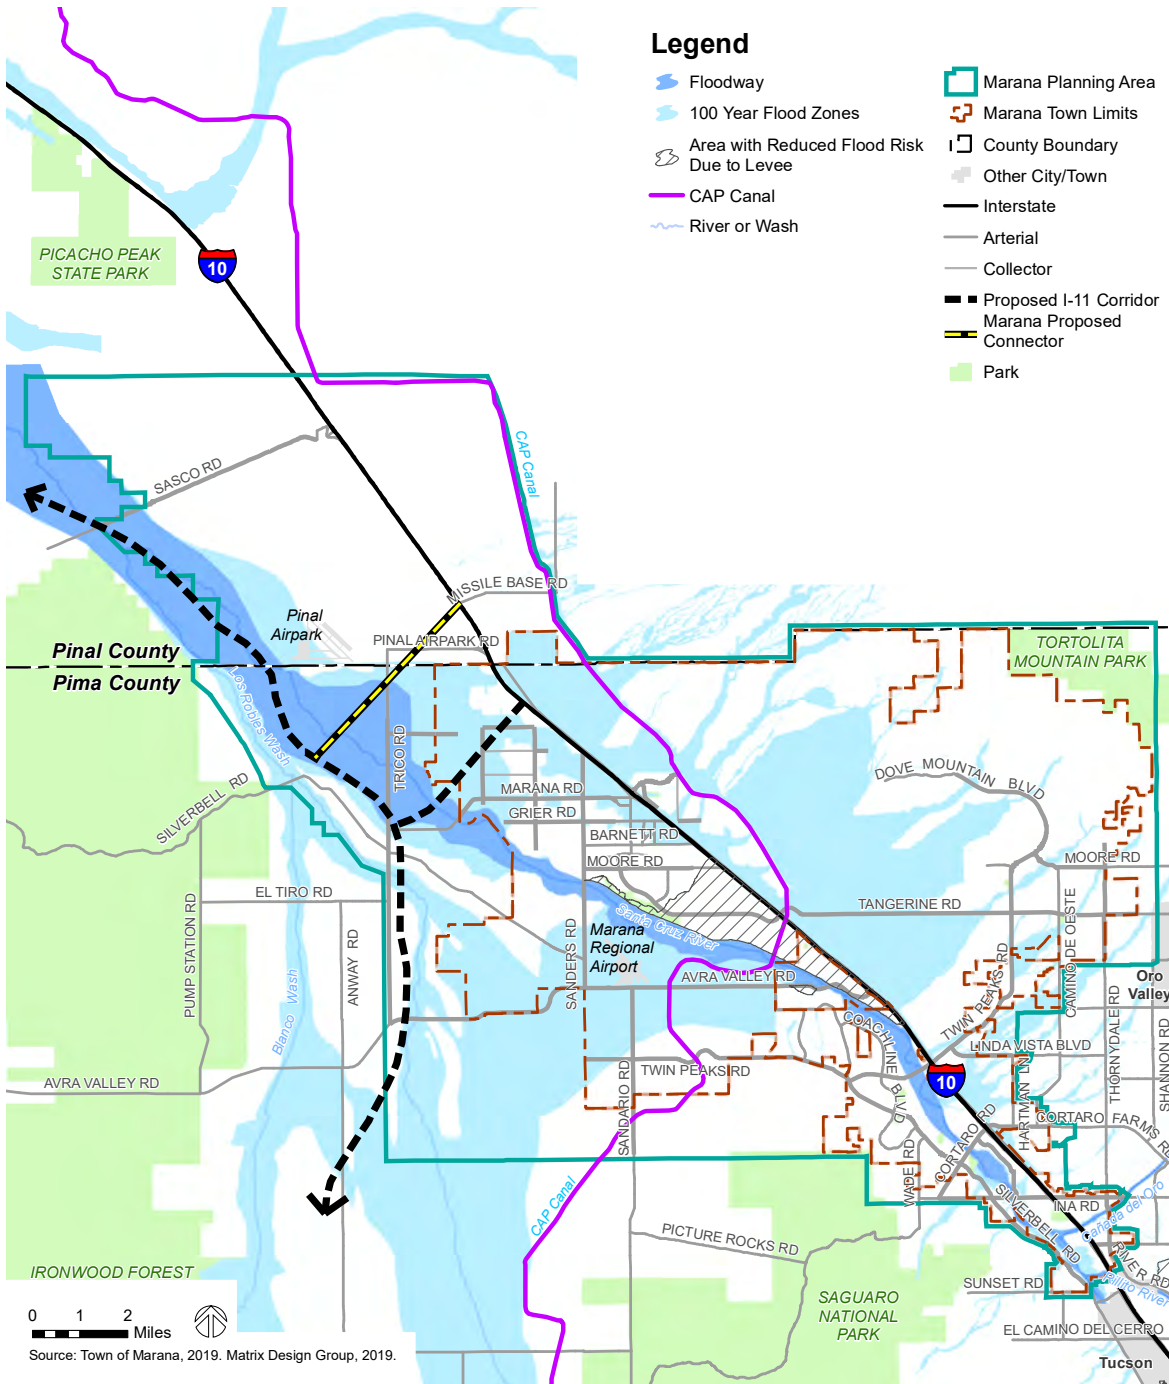 Legend
Floodway
100 Year Flood Zones
Area with Reduced Flood Risk
Due to Levee
CAP Canal
River or Wash
Marana Planning Area
Marana Town Limits
County Boundary
Other City/Town
Interstate
Arterial
Collector
Proposed I-11 Corridor
Marana Proposed
Connector
Park
PICACHO PEAK
STATE PARK
10
CAP Canal
SASCO RD
MISSILE BASE RD
Pinal
Airpark
PINAL AIRPARK RD
Pinal County
Pima County
TORTOLITA
MOUNTAIN PARK
Los Robles Wash
TRICO RD
DOVE MOUNTAIN BLVD
SILVERBELL RD
MARANA RD
GRIER RD
BARNETT RD
MOORE RD
MOORE RD
EL TIRO RD
TANGERINE RD
PUMP STATION RD
ANWAY RD
SANDERS RD
Santa Cruz River
Marana
Regional
Airport
CAMINO DE OESTE
Oro
Valley
AVRA VALLEY RD
TWIN PEAKS RD
Blanco Wash
COACHLINE BLVD
LINDA VISTA BLVD
THORNYDALE RD
SHANNON RD
AVRA VALLEY RD
TWIN PEAKS RD
10
SANDARIO RD
HARTMAN LN
CORTARO FARMS RD
CORTARO RD
WADE RD
CAP Canal
SILVERBELL RD
INA RD
Cañada del Oro
PICTURE ROCKS RD
RIVER RD
Rillito River
IRONWOOD FOREST
SUNSET RD
SAGUARO
NATIONAL
PARK
EL CAMINO DEL CERRO
Tucson
0 1 2
Miles
Source: Town of Marana, 2019. Matrix Design Group, 2019.